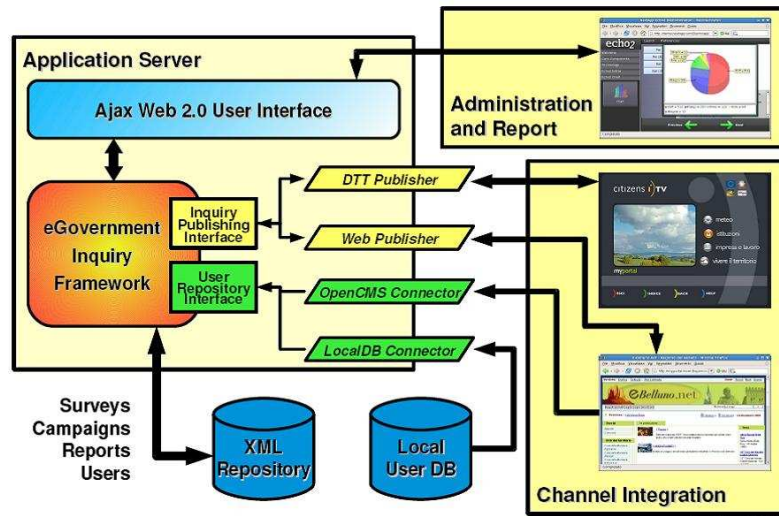 Application Server
Ajax Web 2.0 User Interface
eGovernment
Inquiry
Framework
Inquiry
Publishing
Interface
User
Repository
Interface
DTT Publisher
Web Publisher
OpenCMS Connector
LocalDB Connector
Surveys
Campaigns
Reports
Users
XML
Repository
Local
User DB
Administration
and Report
echo2
citizens i TV
meteo
istituzioni
impresa e lavoro
vivere il territorio
myportal
eBelluno.net
Channel Integration